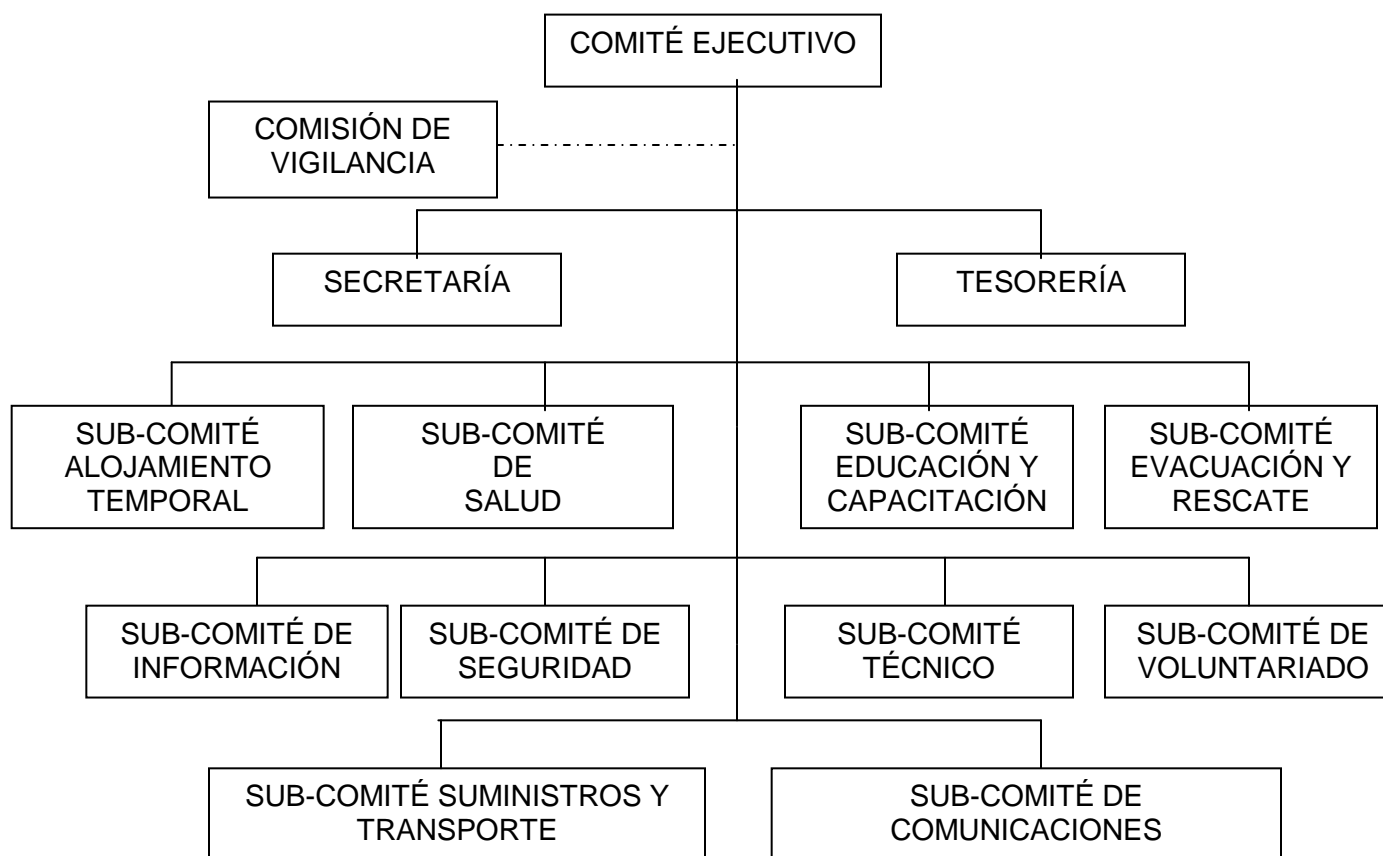 COMITÉ EJECUTIVO
COMISIÓN DE
VIGILANCIA
SECRETARÍA
TESORERÍA
SUB-COMITÉ
ALOJAMIENTO
TEMPORAL
SUB-COMITÉ
DE
SALUD
SUB-COMITÉ
EDUCACIÓN Y
CAPACITACIÓN
SUB-COMITÉ
EVACUACIÓN Y
RESCATE
SUB-COMITÉ DE
INFORMACIÓN
SUB-COMITÉ DE
SEGURIDAD
SUB-COMITÉ
TÉCNICO
SUB-COMITÉ DE
VOLUNTARIADO
SUB-COMITÉ SUMINISTROS Y
TRANSPORTE
SUB-COMITÉ DE
COMUNICACIONES